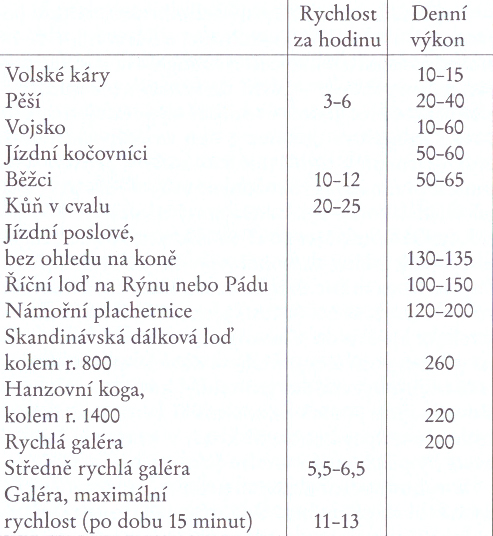 Rychlost Denní
za hodinu výkon
Volské káry 10–15
Pěší 3–6 20–40
Vojsko 10–60
Jízdní kočovníci 50–60
Běžci 10–12 50–65
Kůň v cvalu 20–25
Jízdní poslové,
bez ohledu na koně 130–135
Říční loď na Rýnu nebo Pádu 100–150
Námořní plachetnice 120–200
Skandinávská dálková loď
kolem r. 800 260
Hanzovní koga,
kolem r. 1400 220
Rychlá galéra 200
Středně rychlá galéra 5,5–6,5
Galéra, maximální
rychlost (po dobu 15 minut) 11–13